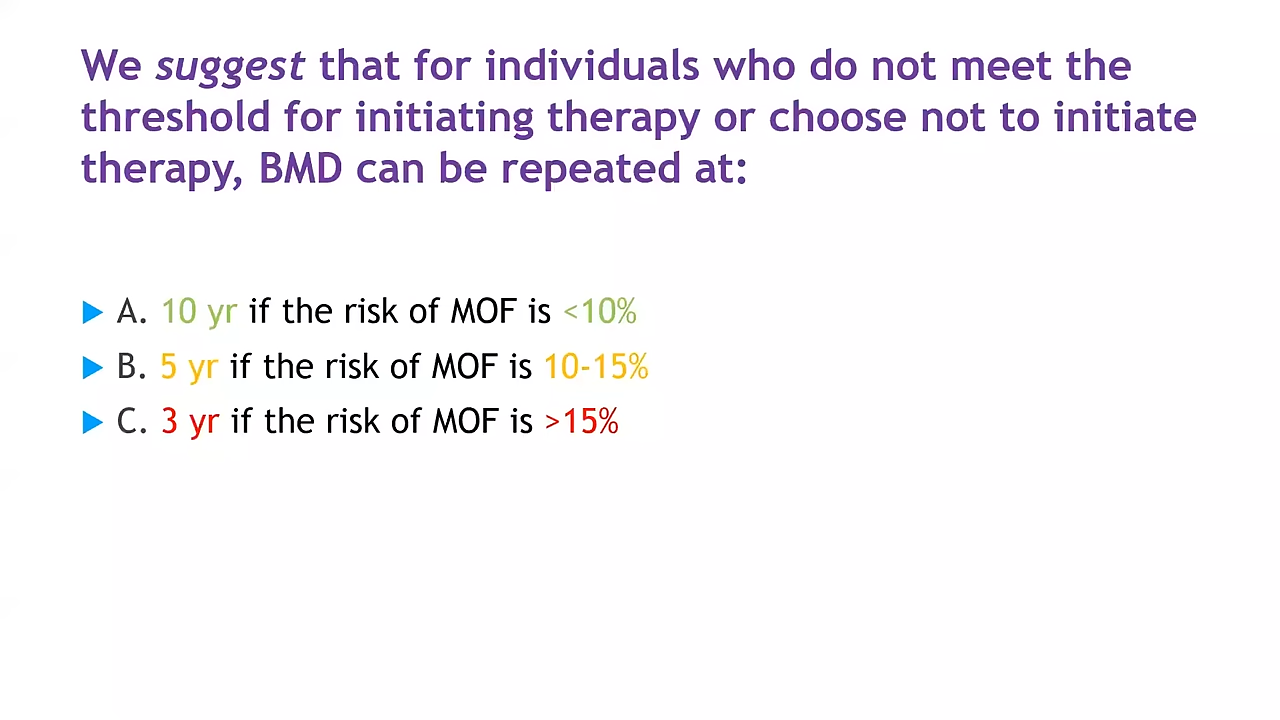 We suggest that for individuals who do not meet the
threshold for initiating therapy or choose not to initiate
therapy, BMD can be repeated at:
A. 10 yr if the risk of MOF is <10%
B. 5 yr if the risk of MOF is 10-15%
C. 3 yr if the risk of MOF is >15%